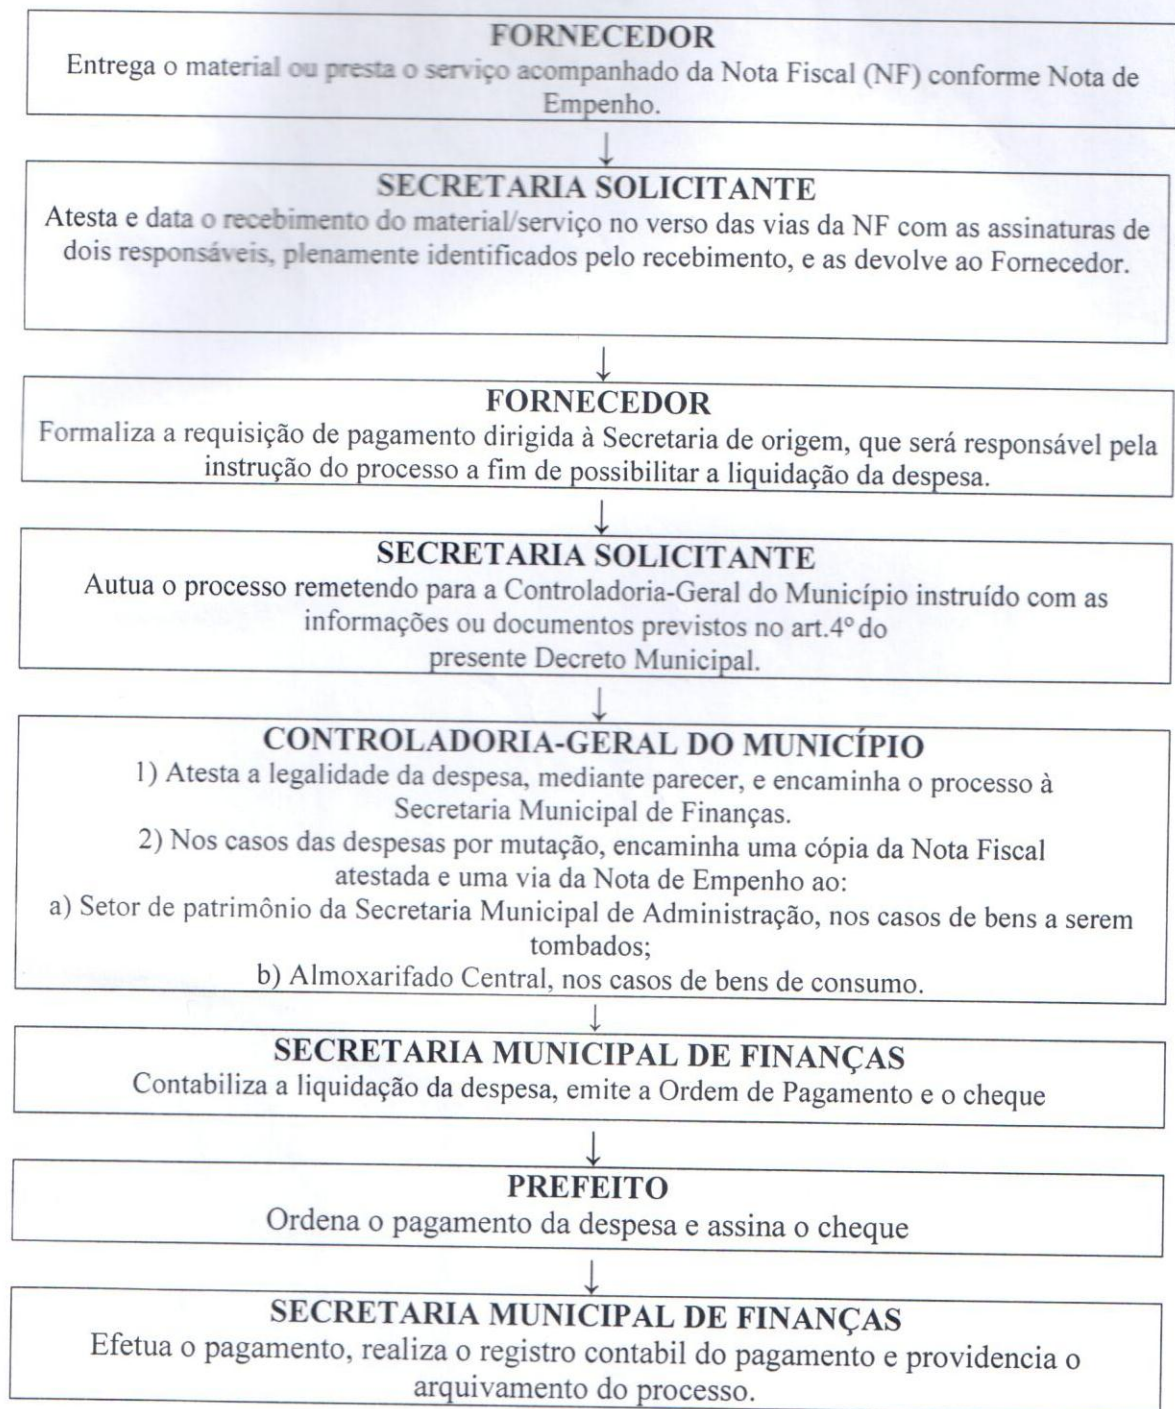 FORNECEDOR
Entrega o material ou presta o serviço acompanhado da Nota Fiscal (NF) conforme Nota de
Empenho.
↓
SECRETARIA SOLICITANTE
Atesta e data o recebimento do material/serviço no verso das vias da NF com as assinaturas de
dois responsáveis, plenamente identificados pelo recebimento, e as devolve ao Fornecedor.
↓
FORNECEDOR
Formaliza a requisição de pagamento dirigida à Secretaria de origem, que será responsável pela
instrução do processo a fim de possibilitar a liquidação da despesa.
↓
SECRETARIA SOLICITANTE
Autua o processo remetendo para a Controladoria-Geral do Município instruído com as
informações ou documentos previstos no art.4º do
presente Decreto Municipal.
↓
CONTROLADORIA-GERAL DO MUNICÍPIO
1) Atesta a legalidade da despesa, mediante parecer, e encaminha o processo à
Secretaria Municipal de Finanças.
2) Nos casos das despesas por mutação, encaminha uma cópia da Nota Fiscal
atestada e uma via da Nota de Empenho ao:
a) Setor de patrimônio da Secretaria Municipal de Administração, nos casos de bens a serem
tombados;
b) Almoxarifado Central, nos casos de bens de consumo.
↓
SECRETARIA MUNICIPAL DE FINANÇAS
Contabiliza a liquidação da despesa, emite a Ordem de Pagamento e o cheque
↓
PREFEITO
Ordena o pagamento da despesa e assina o cheque
↓
SECRETARIA MUNICIPAL DE FINANÇAS
Efetua o pagamento, realiza o registro contabil do pagamento e providencia o
arquivamento do processo.